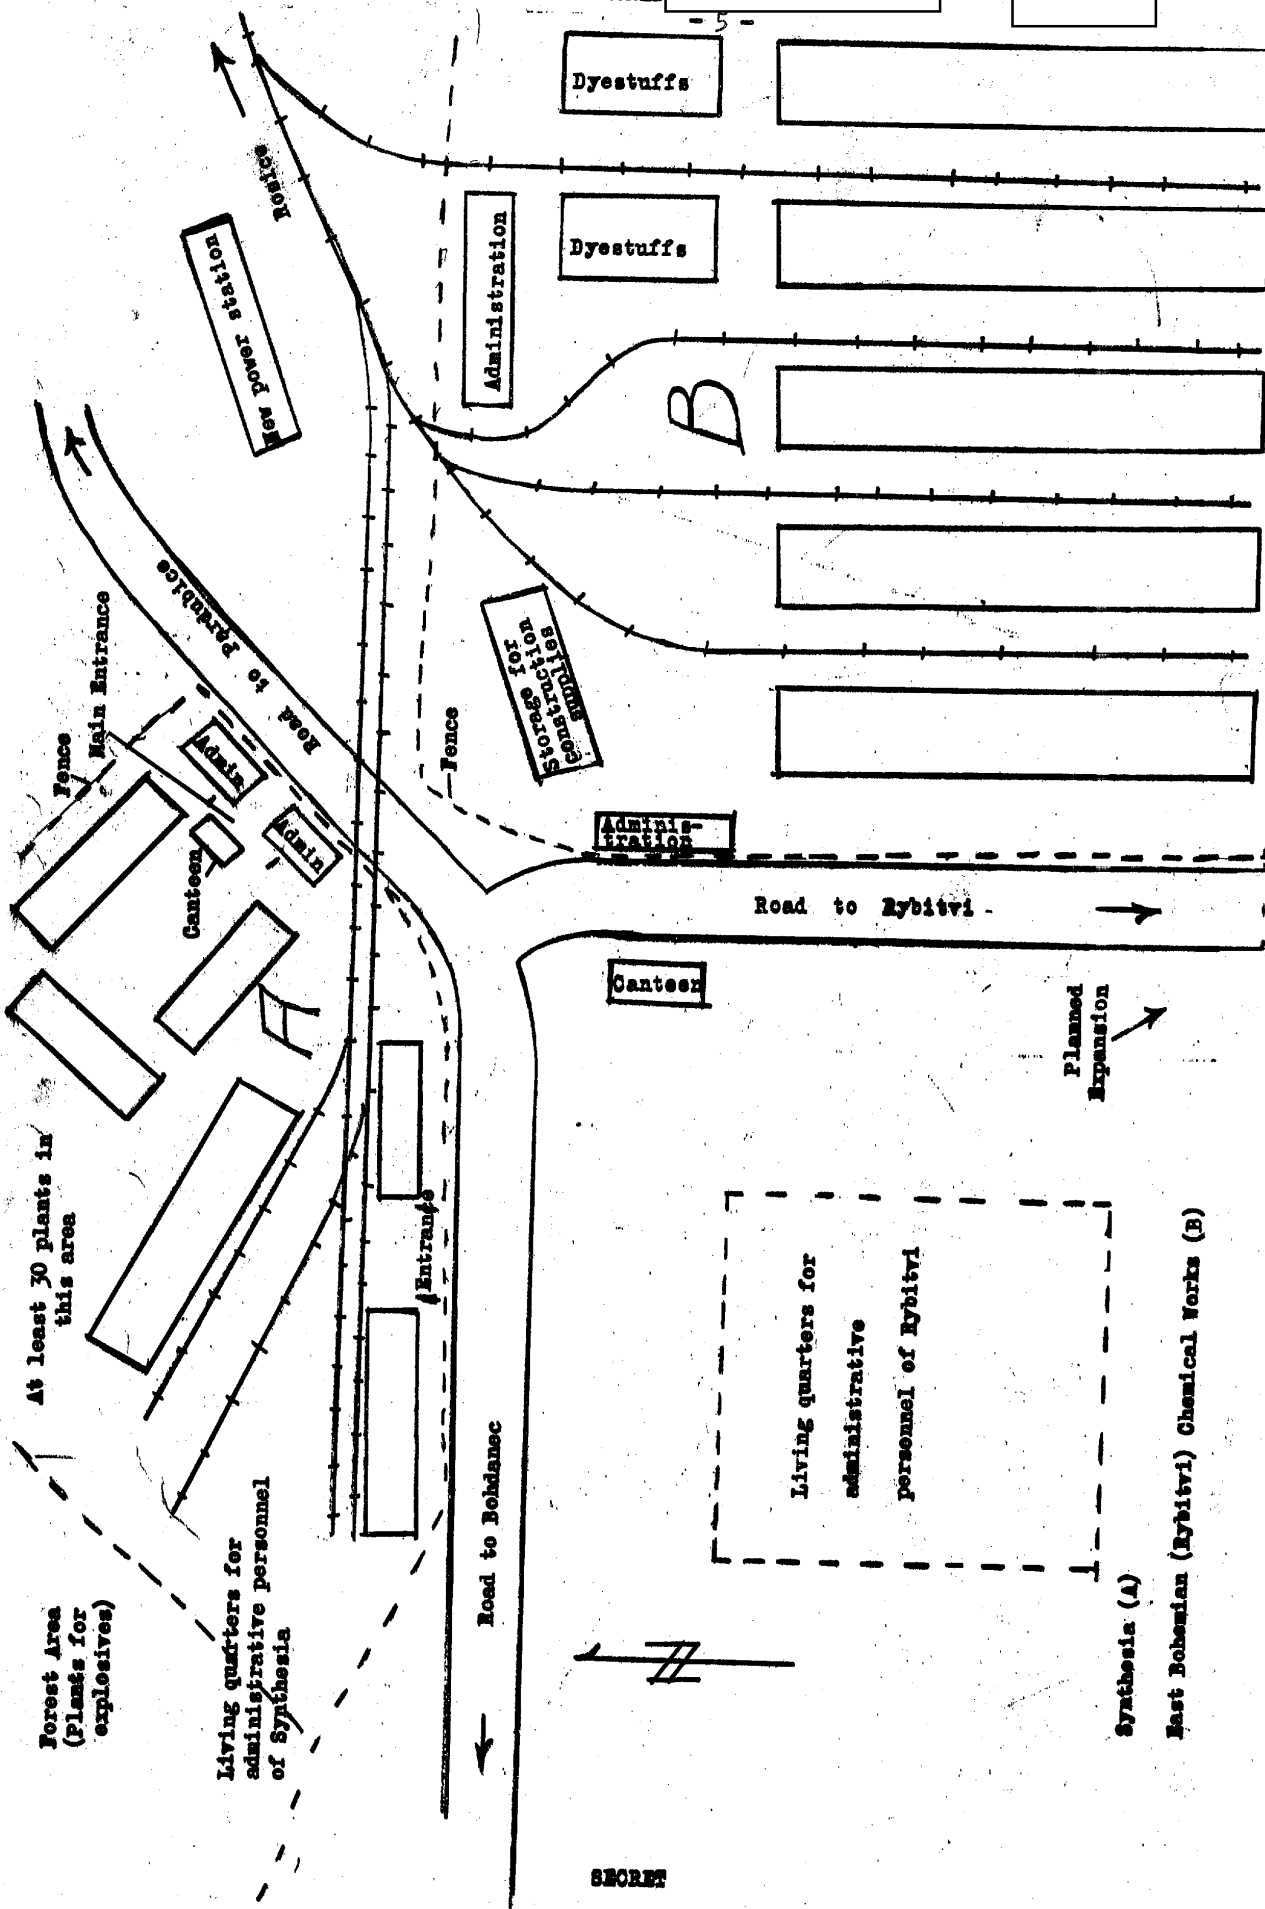 - 5 -
Dyestuffs
Dyestuffs
Rosice
New Power Station
Administration
B
Road to Pardubice
Main Entrance
Fence
Admin
Admin
Canteen
Fence
Storage for
construction
supplies
Adminis-
tration
Road to Rybitvi
Canteen
Planned
Expansion
A
At least 30 plants in
this area
Entrance
Living quarters for
administrative
personnel of Rybitvi
Road to Bohdanec
Forest Area
(Plants for
explosives)
Living quarters for
administrative personnel
of Synthesia
N
Synthesia (A)
East Bohemian (Rybitvi) Chemical Works (B)
SECRET